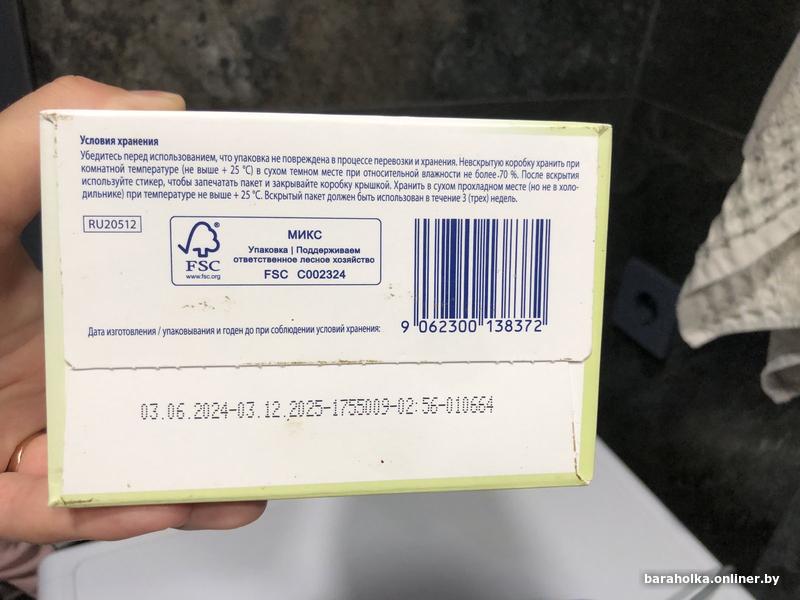 Условия хранения
Убедитесь перед использованием, что упаковка не повреждена в процессе перевозки и хранения. Невскрытую коробку хранить при
комнатной температуре (не выше + 25 °C) в сухом темном месте при относительной влажности не более 70 %. После вскрытия
используйте стикер, чтобы запечатать пакет и закрывайте коробку крышкой. Хранить в сухом прохладном месте (но не в холо-
дильнике) при температуре не выше + 25 °C. Вскрытый пакет должен быть использован в течение 3 (трех) недель.
RU20512
FSC
®
www.fsc.org
МИКС
Упаковка | Поддерживаем
ответственное лесное хозяйство
FSC C002324
9 062300 138372
Дата изготовления / упаковывания и годен до при соблюдении условий хранения:
03.06.2024-03.12.2025-1755009-02:56-010664
baraholka.onliner.by